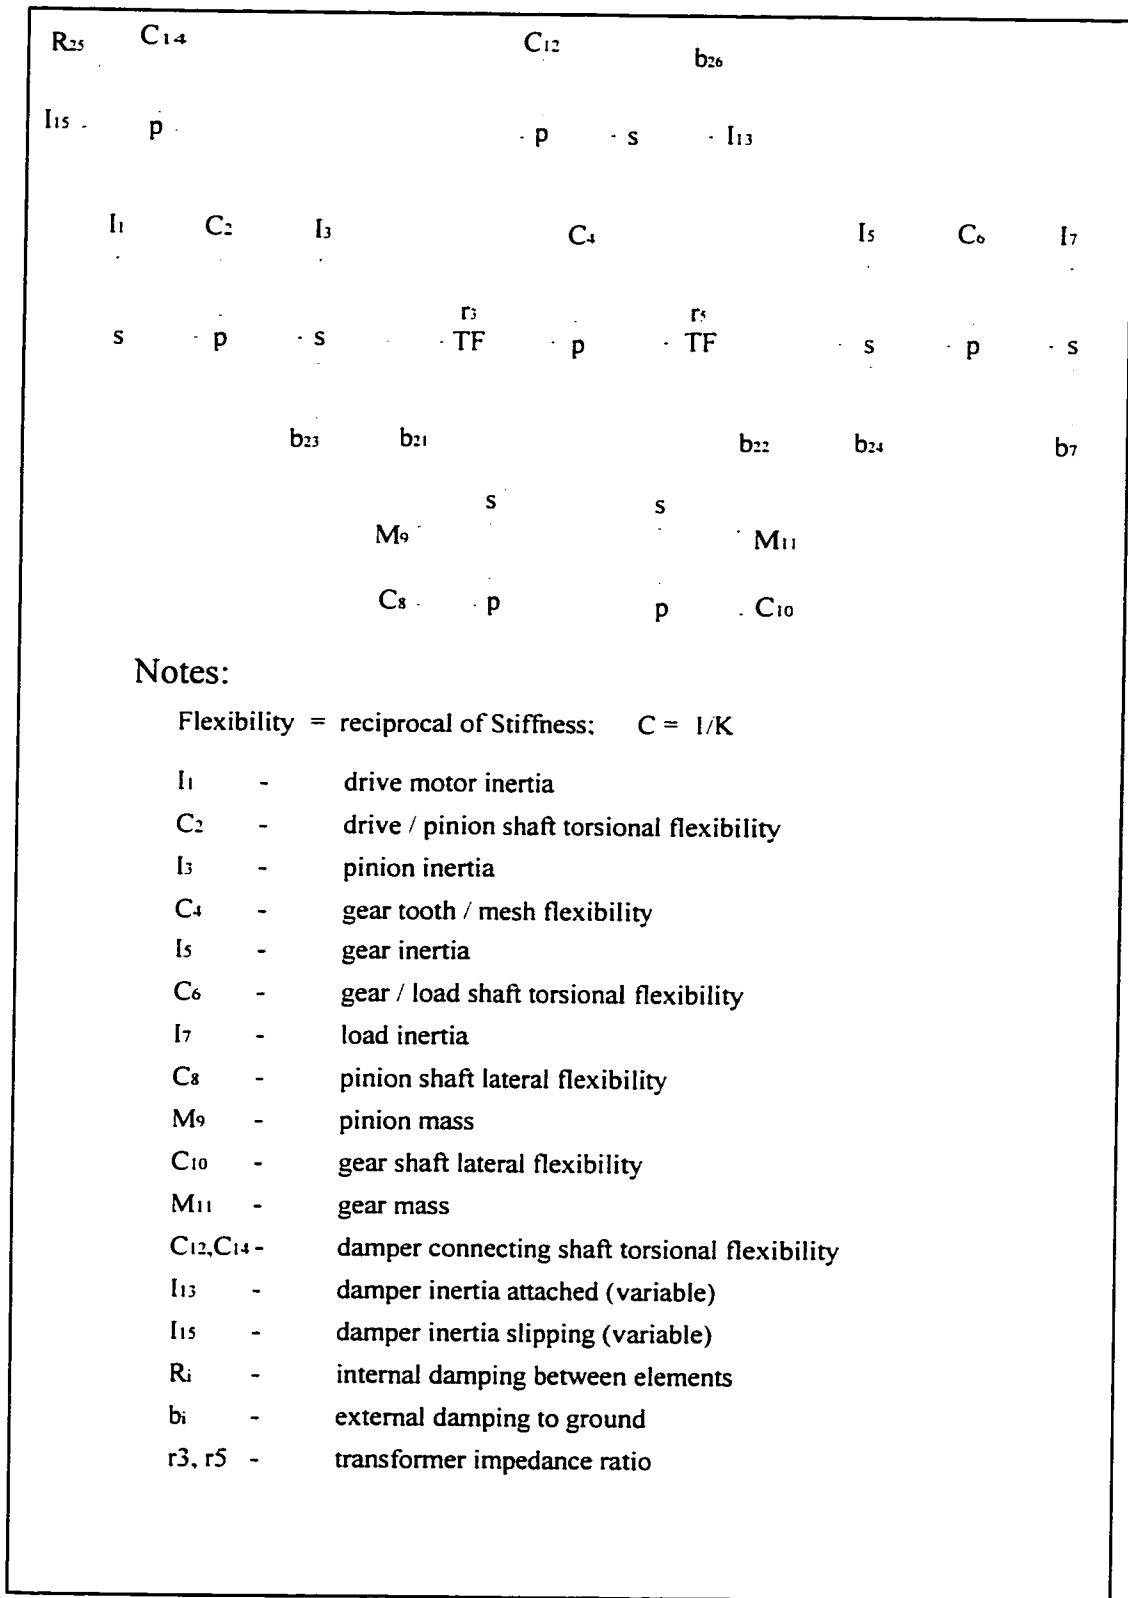 R25 C14 C12 b26
I15 p p s I13
I1 C2 I3 C4 I5 C6 I7
r3 r5
s p s TF p TF s p s
b23 b21 b22 b24 b7
s s
M9 M11
C8 p p C10
Notes:
Flexibility = reciprocal of Stiffness; C = 1/K
I1 - drive motor inertia
C2 - drive / pinion shaft torsional flexibility
I3 - pinion inertia
C4 - gear tooth / mesh flexibility
I5 - gear inertia
C6 - gear / load shaft torsional flexibility
I7 - load inertia
C8 - pinion shaft lateral flexibility
M9 - pinion mass
C10 - gear shaft lateral flexibility
M11 - gear mass
C12,C14 - damper connecting shaft torsional flexibility
I13 - damper inertia attached (variable)
I15 - damper inertia slipping (variable)
Ri - internal damping between elements
bi - external damping to ground
r3, r5 - transformer impedance ratio